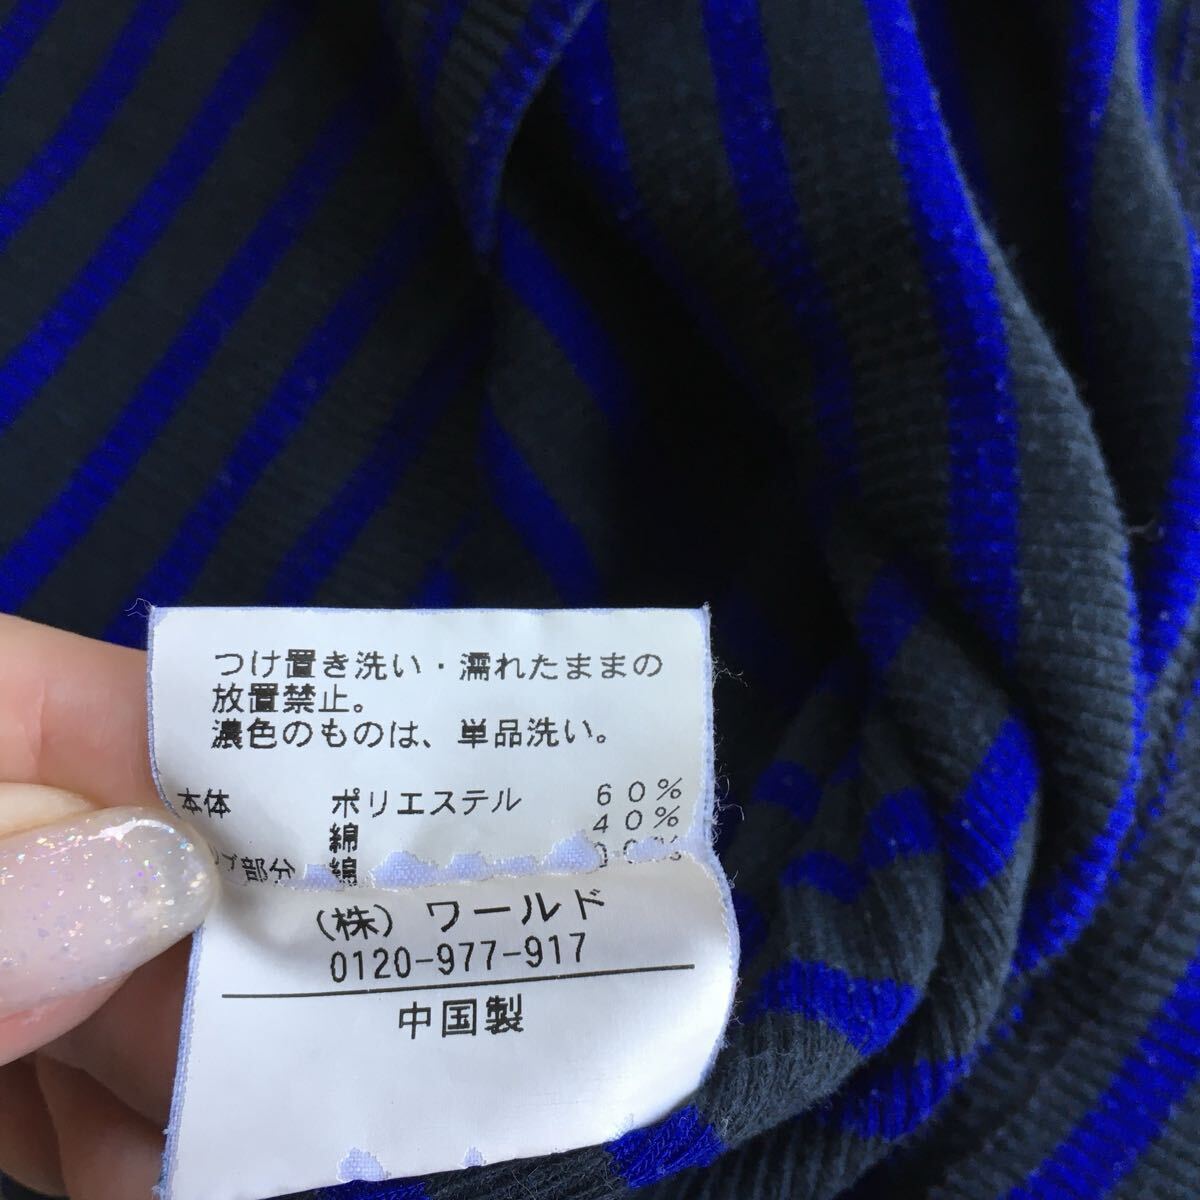 つけ置き洗い・濡れたままの
放置禁止。
濃色のものは、単品洗い。
本体 ポリエステル 60%
綿 40%
部分 綿
(株) ワールド
0120-977-917
中国製